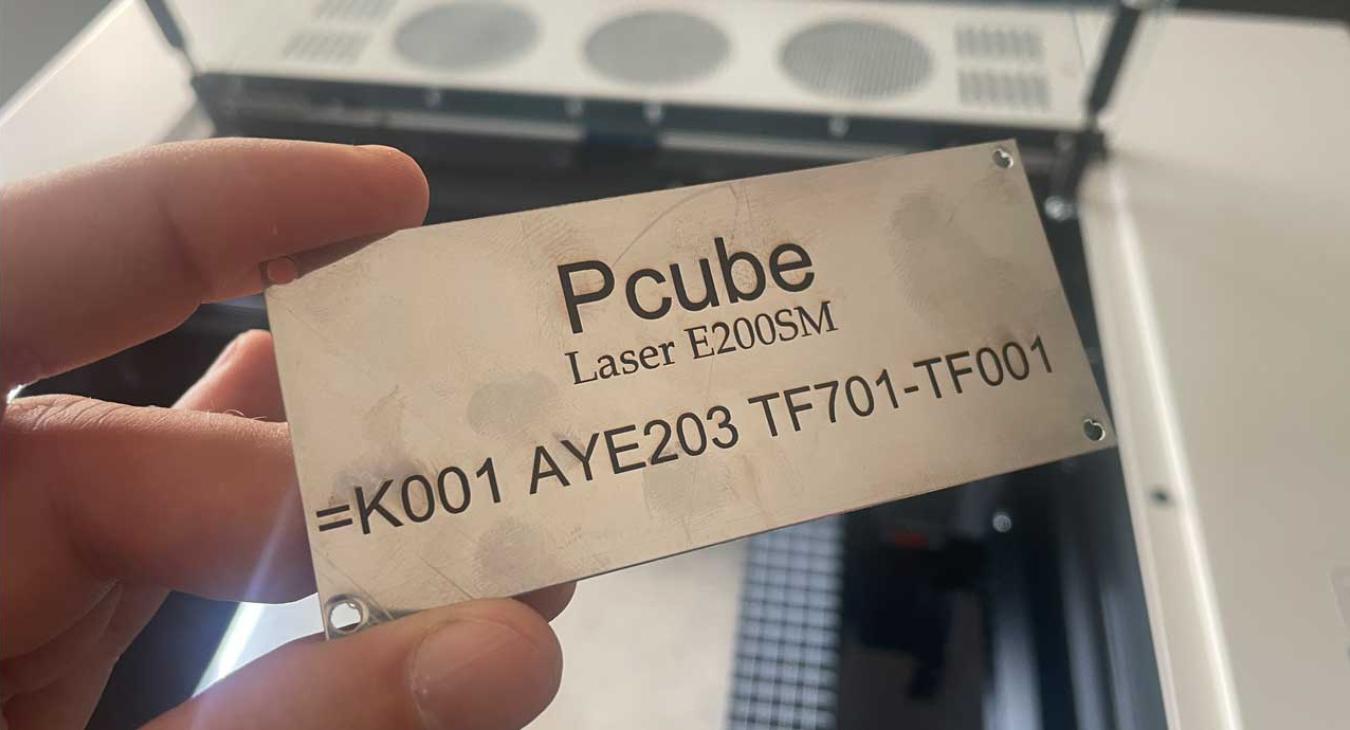 Pcube
Laser E200SM
=K001 AYE203 TF701-TF001